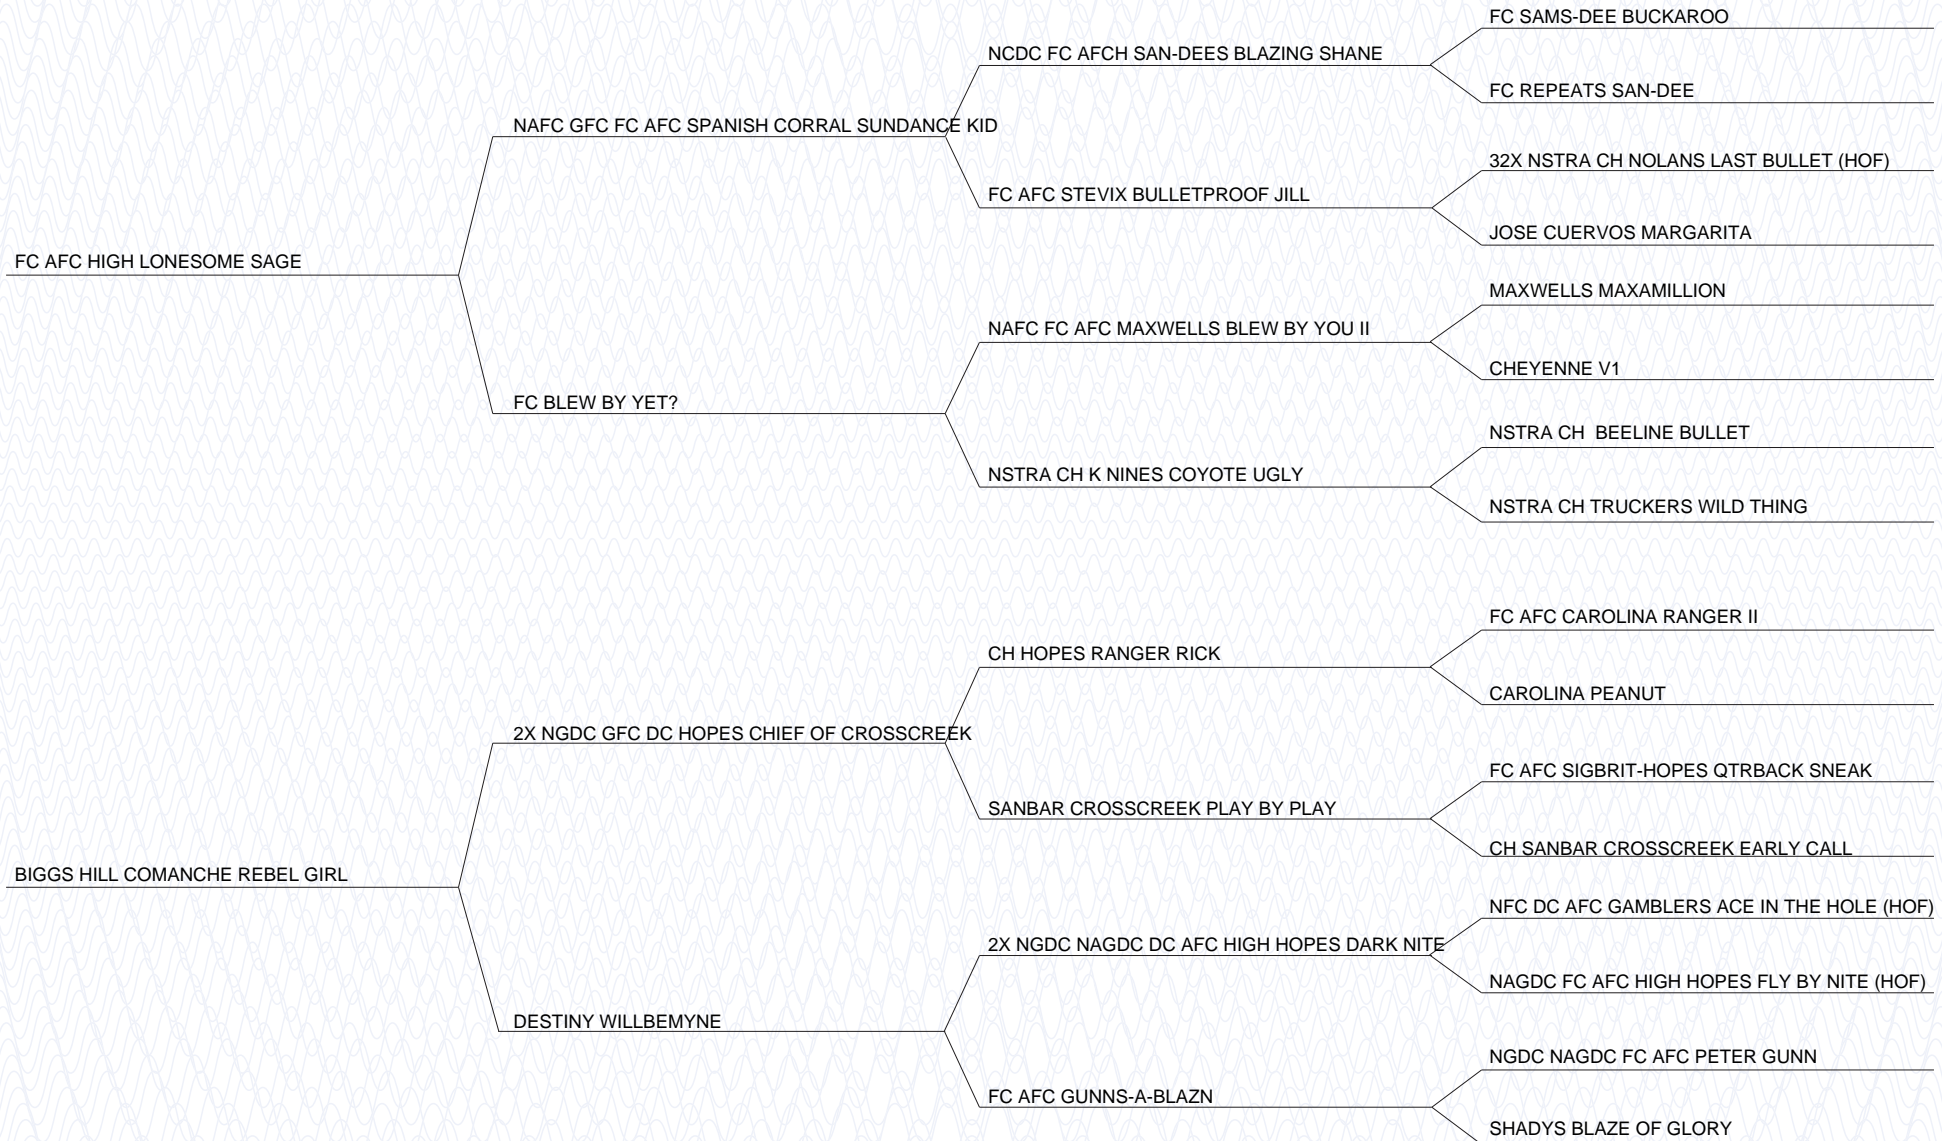 FC SAMS-DEE BUCKAROO
NCDC FC AFCH SAN-DEES BLAZING SHANE
FC REPEATS SAN-DEE
NAFC GFC FC AFC SPANISH CORRAL SUNDANCE KID
32X NSTRA CH NOLANS LAST BULLET (HOF)
FC AFC STEVIX BULLETPROOF JILL
JOSE CUERVOS MARGARITA
FC AFC HIGH LONESOME SAGE
MAXWELLS MAXAMILLION
NAFC FC AFC MAXWELLS BLEW BY YOU II
CHEYENNE V1
FC BLEW BY YET?
NSTRA CH  BEELINE BULLET
NSTRA CH K NINES COYOTE UGLY
NSTRA CH TRUCKERS WILD THING
FC AFC CAROLINA RANGER II
CH HOPES RANGER RICK
CAROLINA PEANUT
2X NGDC GFC DC HOPES CHIEF OF CROSSCREEK
FC AFC SIGBRIT-HOPES QTRBACK SNEAK
SANBAR CROSSCREEK PLAY BY PLAY
CH SANBAR CROSSCREEK EARLY CALL
BIGGS HILL COMANCHE REBEL GIRL
NFC DC AFC GAMBLERS ACE IN THE HOLE (HOF)
2X NGDC NAGDC DC AFC HIGH HOPES DARK NITE
NAGDC FC AFC HIGH HOPES FLY BY NITE (HOF)
DESTINY WILLBEMYNE
NGDC NAGDC FC AFC PETER GUNN
FC AFC GUNNS-A-BLAZN
SHADYS BLAZE OF GLORY